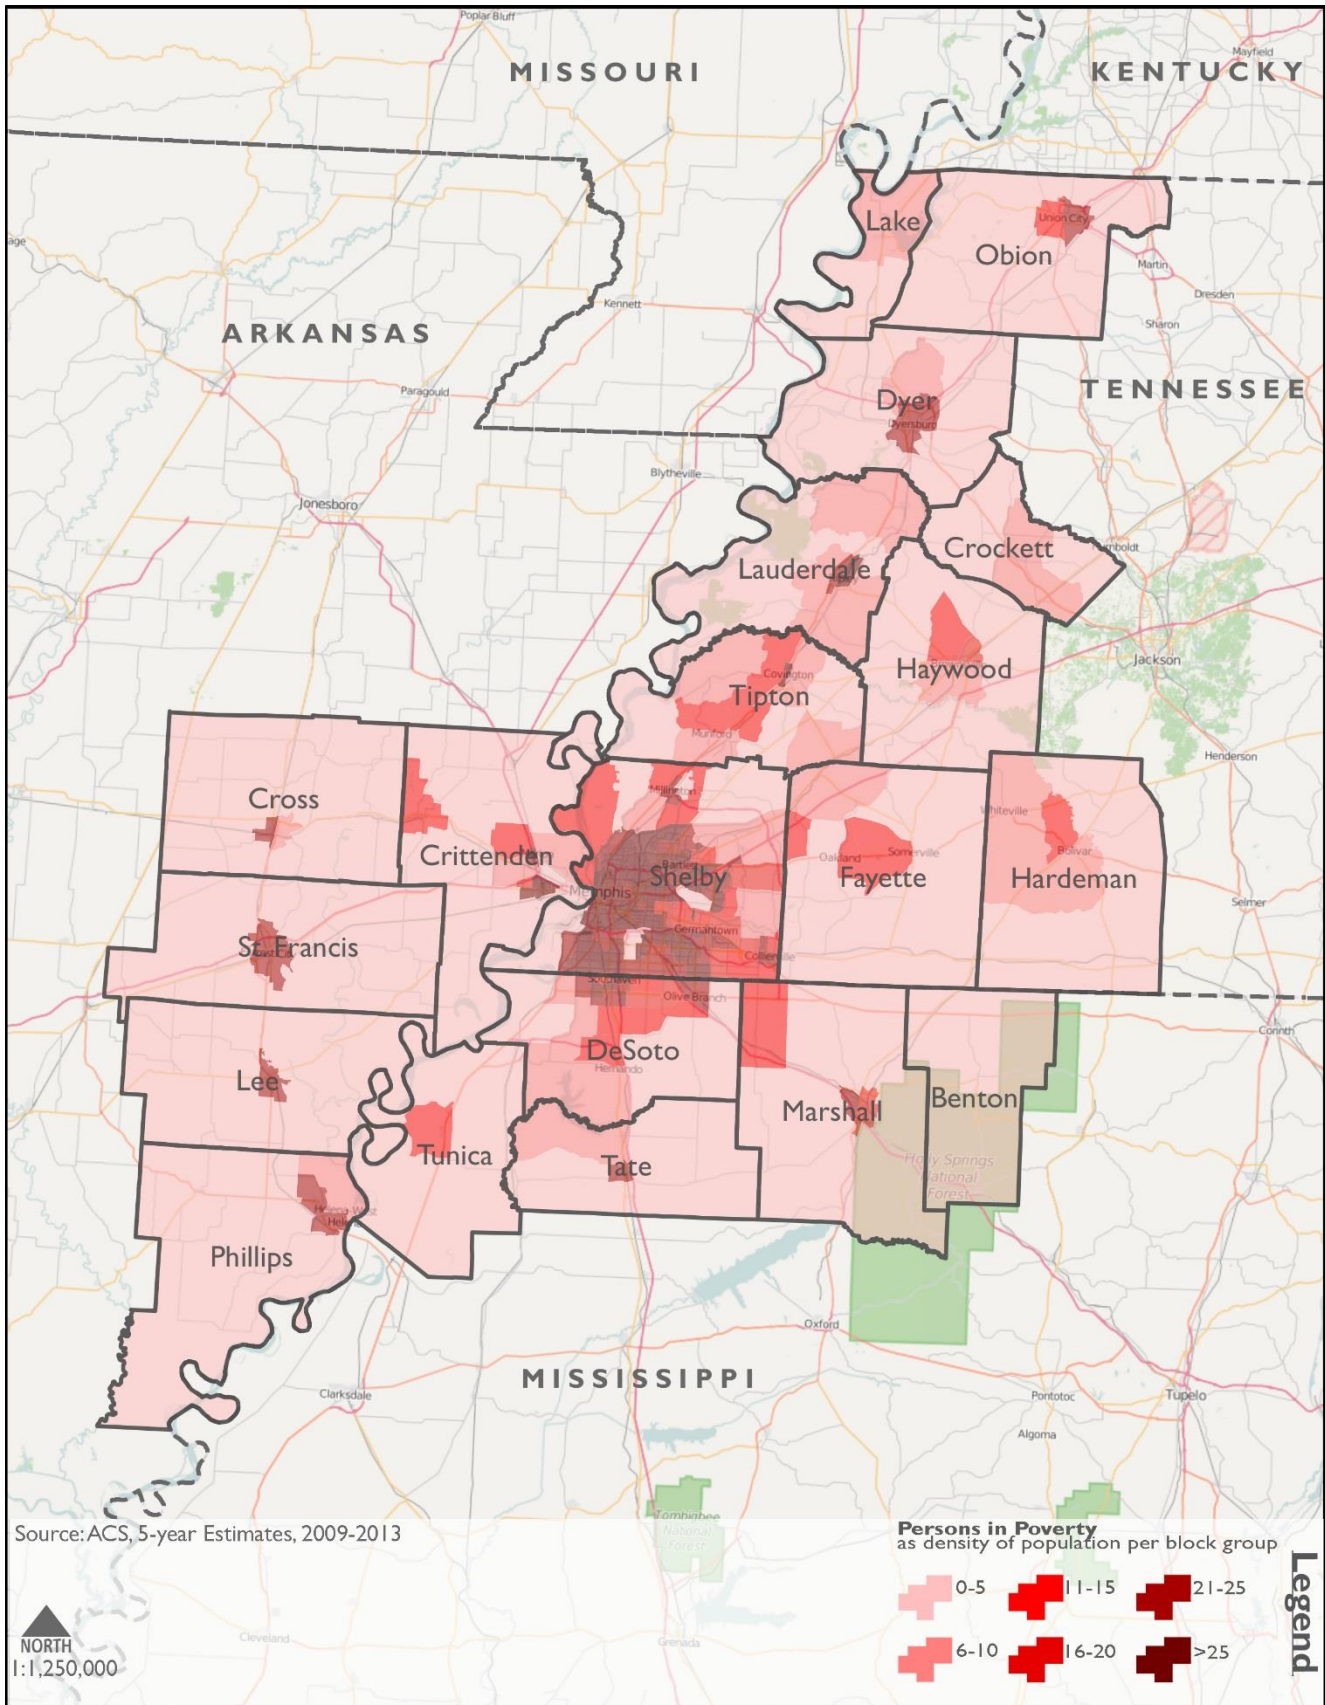 Poplar Bluff
MISSOURI
KENTUCKY
Mayfield
Lake
Union City
Obion
Martin
Dresden
Kennett
Sharon
ARKANSAS
Paragould
TENNESSEE
Dyer
Dyersburg
Blytheville
Jonesboro
Crockett
Lauderdale
Jackson
Haywood
Covington
Tipton
Munford
Henderson
Cross
Millington
Whiteville
Crittenden
Bartlett
Shelby
Memphis
Oakland
Somerville
Fayette
Bolivar
Hardeman
Selmer
Germantown
St. Francis
Collierville
Southaven
Olive Branch
Corinth
DeSoto
Hernando
Lee
Marshall
Benton
Tunica
Tate
Holly Springs
National
Forest
Helena-West
Helena
Phillips
Oxford
MISSISSIPPI
Clarksdale
Pontotoc
Tupelo
Algoma
Tombigbee
National
Forest
Source: ACS, 5-year Estimates, 2009-2013
Persons in Poverty
as density of population per block group
0-5
11-15
21-25
6-10
16-20
>25
Legend
NORTH
1:1,250,000
Cleveland
Grenada